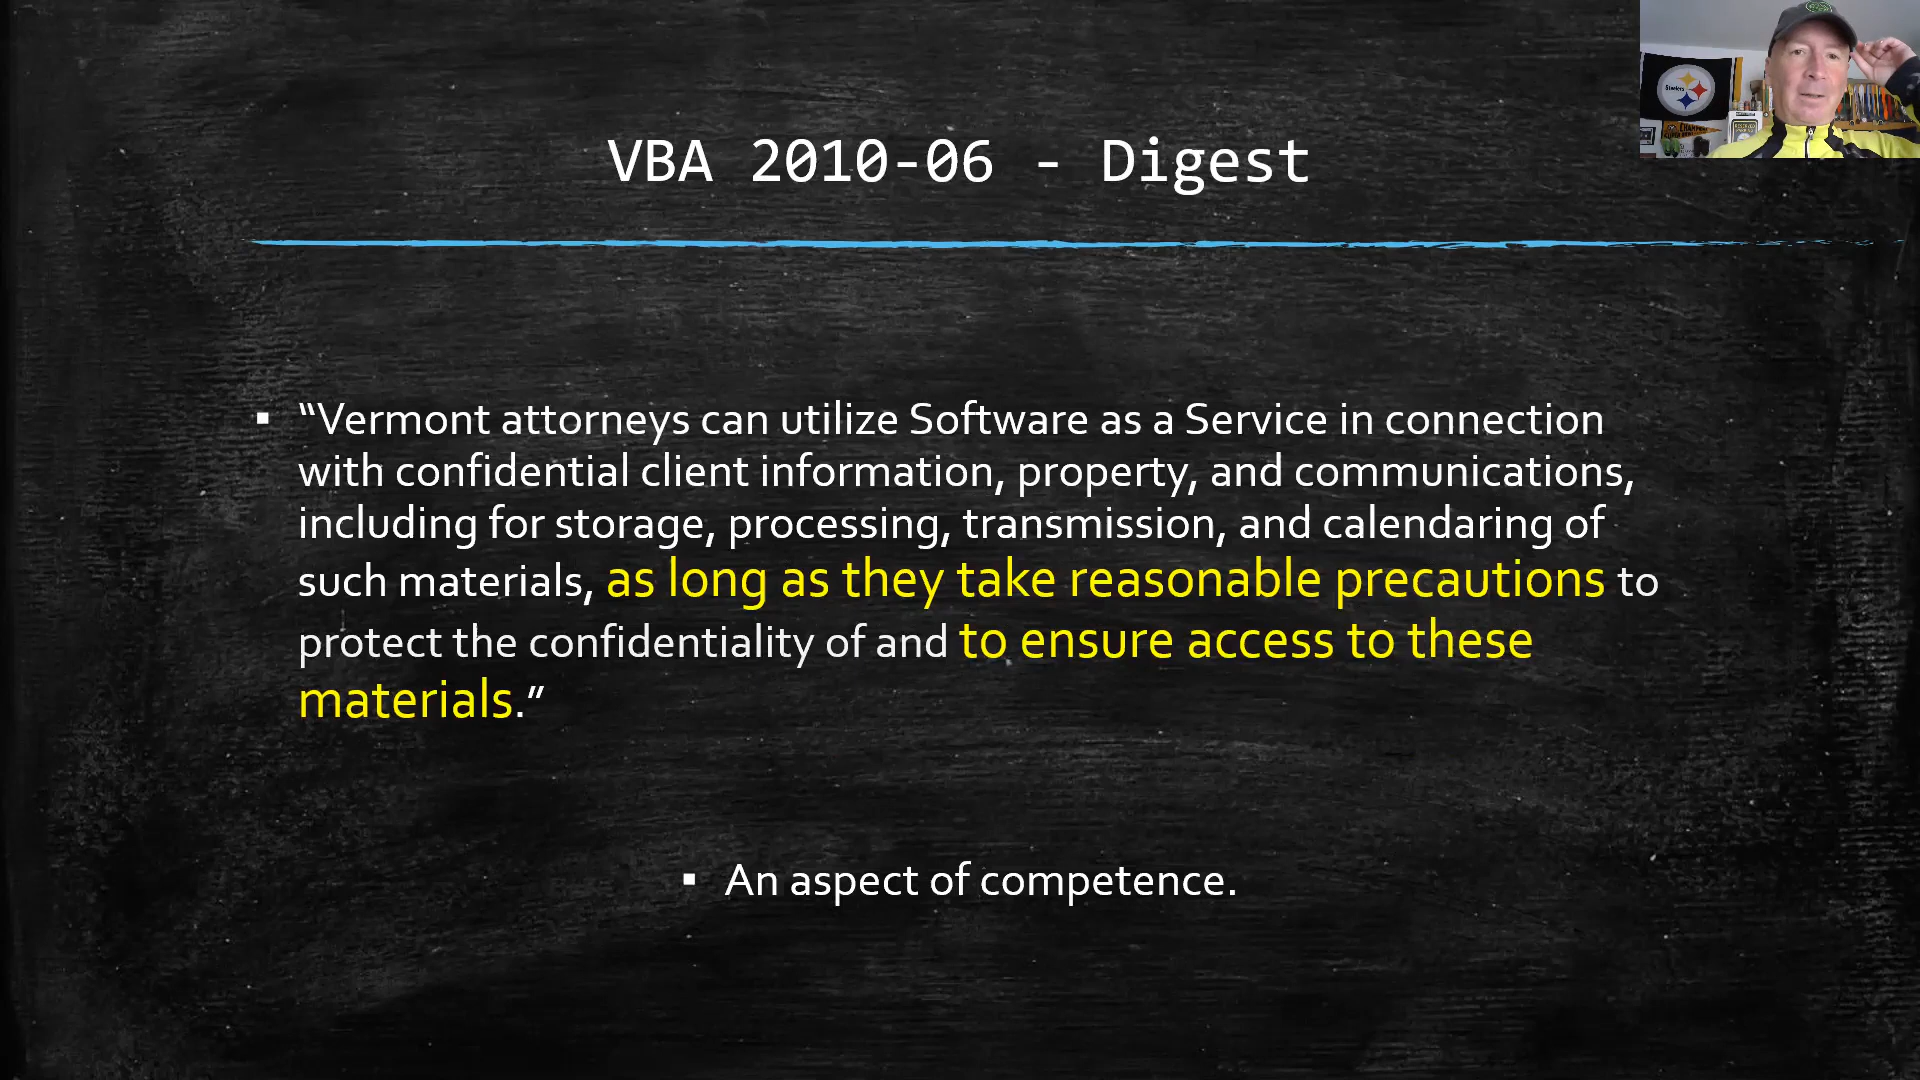 VBA 2010-06 - Digest
▪ “Vermont attorneys can utilize Software as a Service in connection
with confidential client information, property, and communications,
including for storage, processing, transmission, and calendaring of
such materials, as long as they take reasonable precautions to
protect the confidentiality of and to ensure access to these
materials.”
▪ An aspect of competence.
Steelers